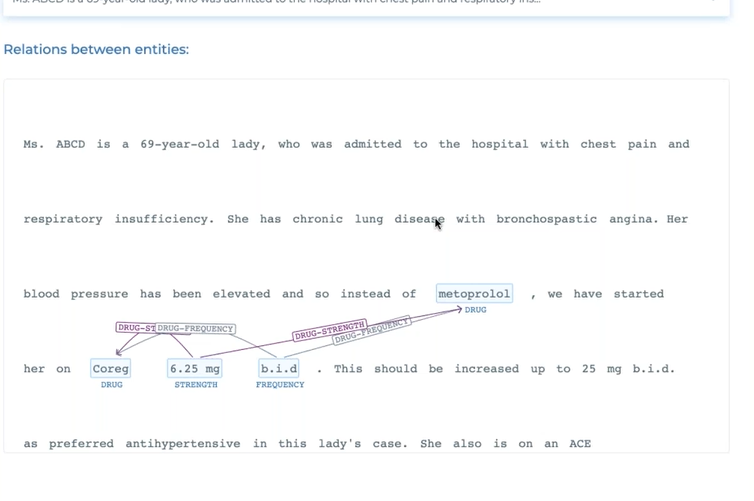 Ms. ABCD is a 69-year-old lady, who was admitted to the hospital with chest pain and respiratory ins...
Relations between entities:
Ms. ABCD is a 69-year-old lady, who was admitted to the hospital with chest pain and
respiratory insufficiency. She has chronic lung disease with bronchospastic angina. Her
blood pressure has been elevated and so instead of metoprolol , we have started
DRUG
DRUG-ST DRUG-FREQUENCY DRUG-STRENGTH DRUG-FREQUENCY
her on Coreg 6.25 mg b.i.d . This should be increased up to 25 mg b.i.d.
DRUG STRENGTH FREQUENCY
as preferred antihypertensive in this lady's case. She also is on an ACE